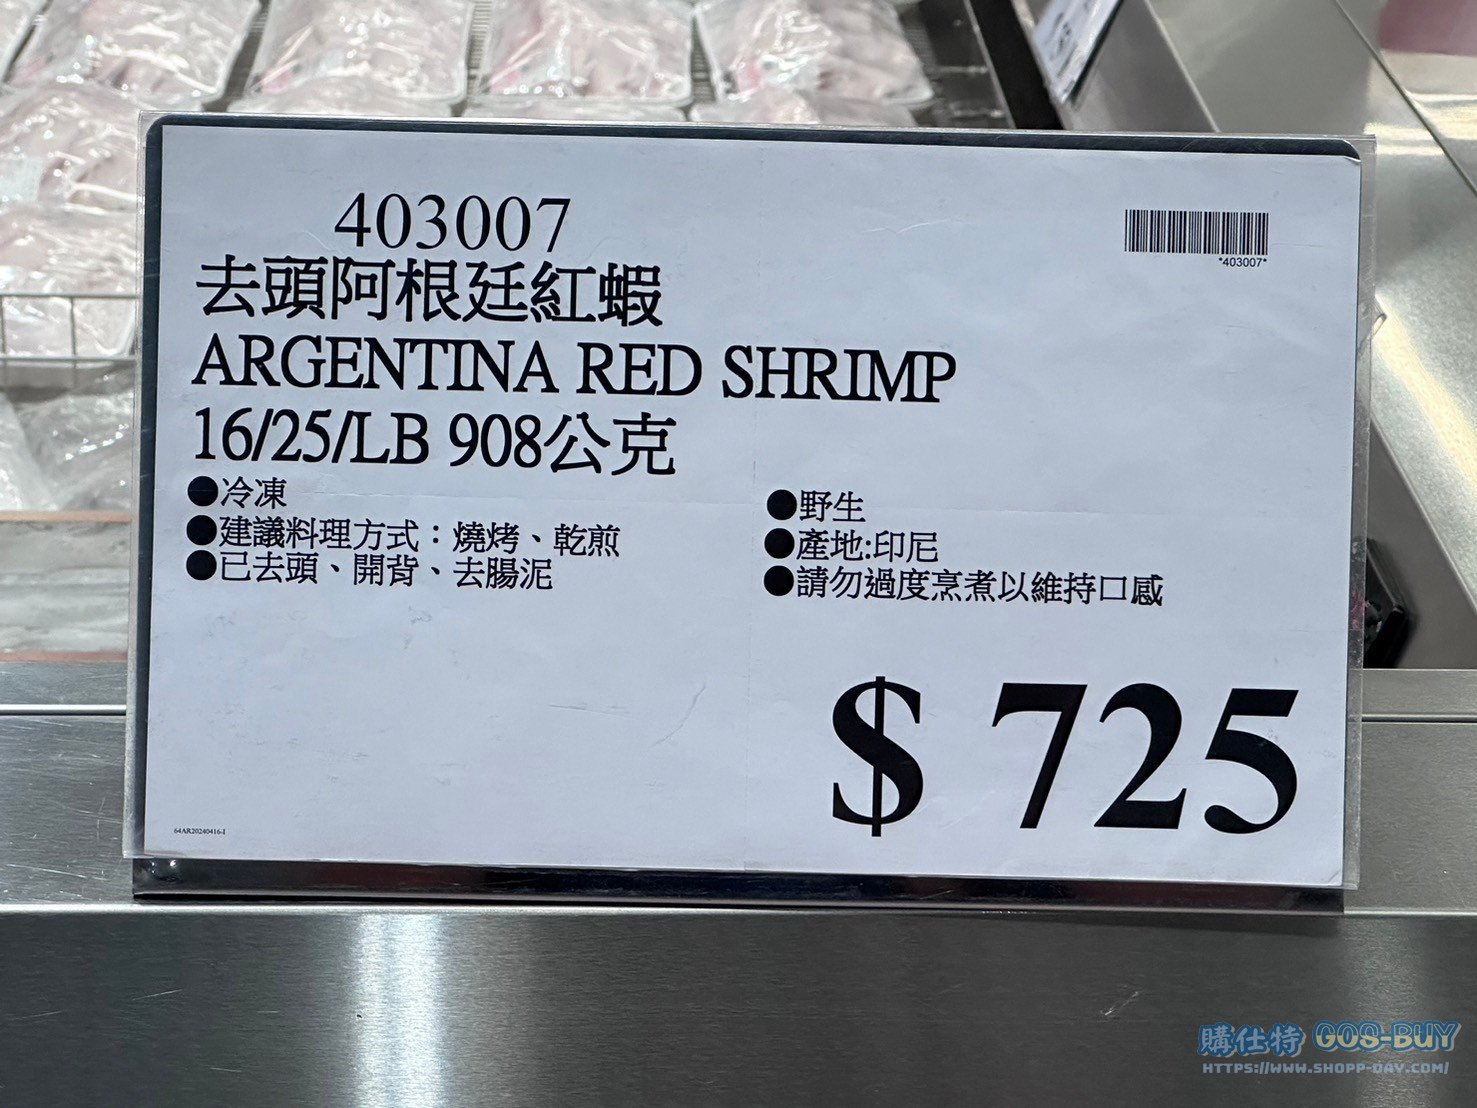 403007
*403007*
去頭阿根廷紅蝦
ARGENTINA RED SHRIMP
16/25/LB 908公克
●冷凍
●建議料理方式：燒烤、乾煎
●已去頭、開背、去腸泥
●野生
●產地:印尼
●請勿過度烹煮以維持口感
$ 725
64AR20240416-I
購仕特 GOS-BUY
HTTPS://WWW.SHOPP-DAY.COM/